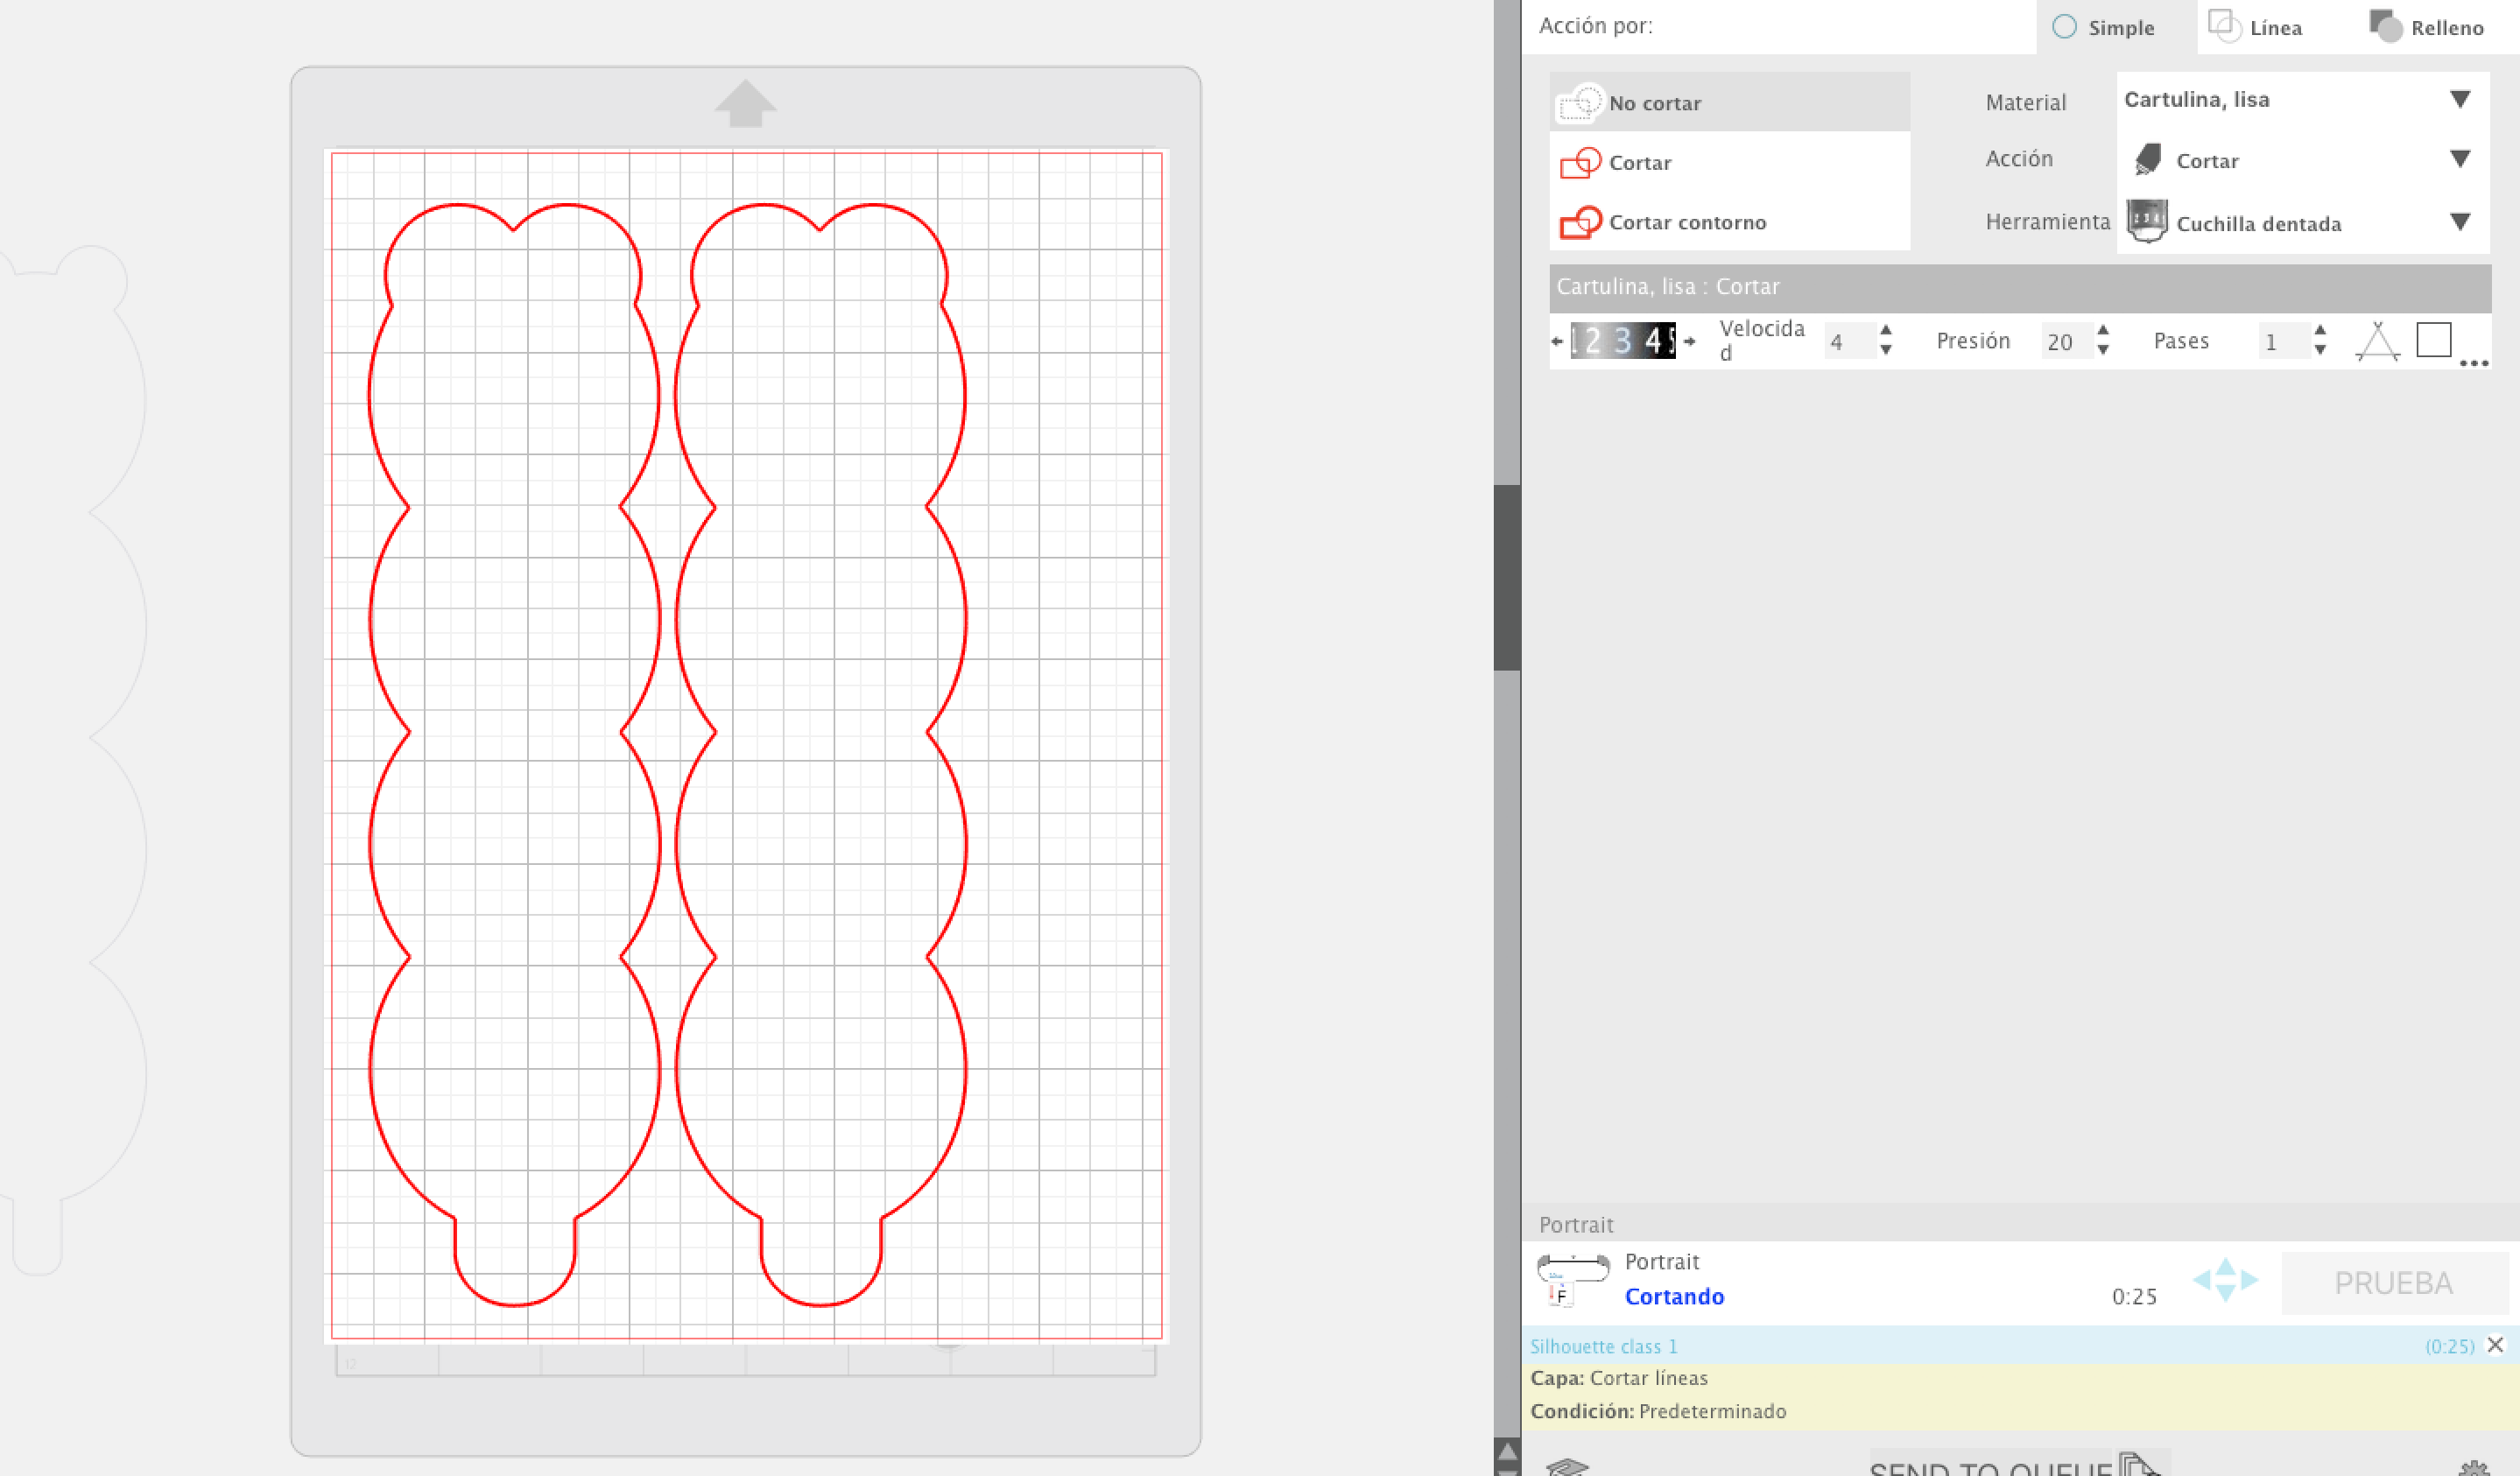 Acción por:
Simple
Línea
Relleno
No cortar
Cortar
Cortar contorno
Material
Cartulina, lisa
Acción
Cortar
Herramienta
Cuchilla dentada
Cartulina, lisa : Cortar
1 2 3 4 5
Velocida
d
4
Presión
20
Pases
1
Portrait
Portrait
Cortando
0:25
PRUEBA
Silhouette class 1
(0:25)
Capa: Cortar líneas
Condición: Predeterminado
SEND TO QUEUE
12
F